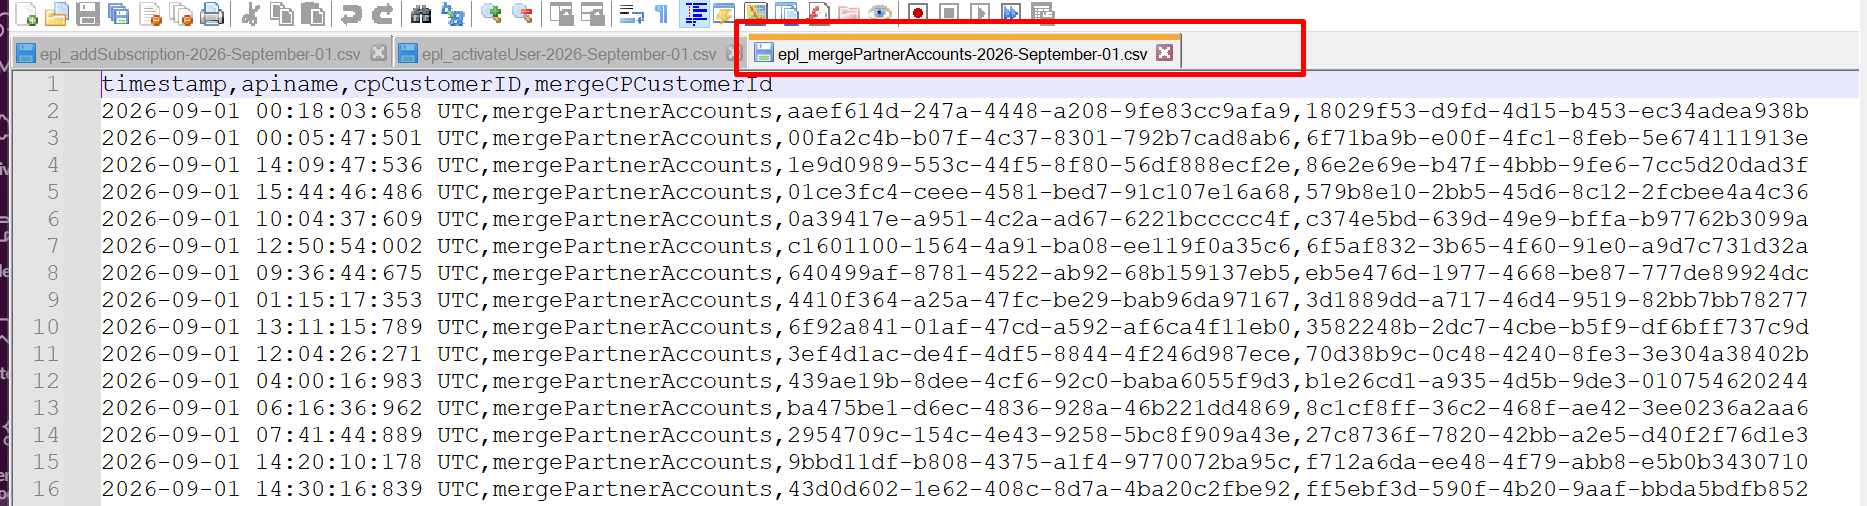 epl_addSubscription-2026-September-01.csv epl_activateUser-2026-September-01.csv epl_mergePartnerAccounts-2026-September-01.csv
1 timestamp,apiname,cpCustomerID,mergeCPCustomerId
2 2026-09-01 00:18:03:658 UTC,mergePartnerAccounts,aaef614d-247a-4448-a208-9fe83cc9afa9,18029f53-d9fd-4d15-b453-ec34adea938b
3 2026-09-01 00:05:47:501 UTC,mergePartnerAccounts,00fa2c4b-b07f-4c37-8301-792b7cad8ab6,6f71ba9b-e00f-4fc1-8feb-5e674111913e
4 2026-09-01 14:09:47:536 UTC,mergePartnerAccounts,1e9d0989-553c-44f5-8f80-56df888ecf2e,86e2e69e-b47f-4bbb-9fe6-7cc5d20dad3f
5 2026-09-01 15:44:46:486 UTC,mergePartnerAccounts,01ce3fc4-ceee-4581-bed7-91c107e16a68,579b8e10-2bb5-45d6-8c12-2fcbee4a4c36
6 2026-09-01 10:04:37:609 UTC,mergePartnerAccounts,0a39417e-a951-4c2a-ad67-6221bccccc4f,c374e5bd-639d-49e9-bffa-b97762b3099a
7 2026-09-01 12:50:54:002 UTC,mergePartnerAccounts,c1601100-1564-4a91-ba08-ee119f0a35c6,6f5af832-3b65-4f60-91e0-a9d7c731d32a
8 2026-09-01 09:36:44:675 UTC,mergePartnerAccounts,640499af-8781-4522-ab92-68b159137eb5,eb5e476d-1977-4668-be87-777de89924dc
9 2026-09-01 01:15:17:353 UTC,mergePartnerAccounts,4410f364-a25a-47fc-be29-bab96da97167,3d1889dd-a717-46d4-9519-82bb7bb78277
10 2026-09-01 13:11:15:789 UTC,mergePartnerAccounts,6f92a841-01af-47cd-a592-af6ca4f11eb0,3582248b-2dc7-4cbe-b5f9-df6bff737c9d
11 2026-09-01 12:04:26:271 UTC,mergePartnerAccounts,3ef4d1ac-de4f-4df5-8844-4f246d987ece,70d38b9c-0c48-4240-8fe3-3e304a38402b
12 2026-09-01 04:00:16:983 UTC,mergePartnerAccounts,439ae19b-8dee-4cf6-92c0-baba6055f9d3,b1e26cd1-a935-4d5b-9de3-010754620244
13 2026-09-01 06:16:36:962 UTC,mergePartnerAccounts,ba475be1-d6ec-4836-928a-46b221dd4869,8c1cf8ff-36c2-468f-ae42-3ee0236a2aa6
14 2026-09-01 07:41:44:889 UTC,mergePartnerAccounts,2954709c-154c-4e43-9258-5bc8f909a43e,27c8736f-7820-42bb-a2e5-d40f2f76d1e3
15 2026-09-01 14:20:10:178 UTC,mergePartnerAccounts,9bbd11df-b808-4375-a1f4-9770072ba95c,f712a6da-ee48-4f79-abb8-e5b0b3430710
16 2026-09-01 14:30:16:839 UTC,mergePartnerAccounts,43d0d602-1e62-408c-8d7a-4ba20c2fbe92,ff5ebf3d-590f-4b20-9aaf-bbda5bdfb852